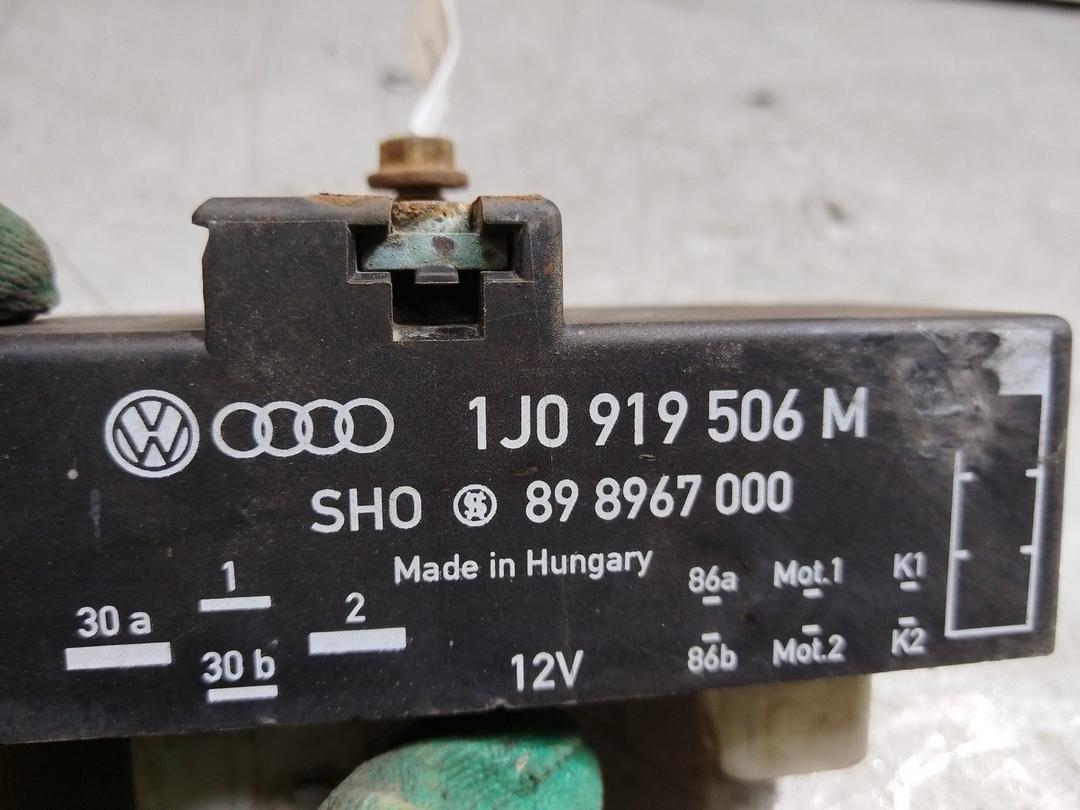 1J0 919 506 M
SHO 89 8967 000
Made in Hungary
1 86a Mot.1 K1
30 a 2
30 b 12V 86b Mot.2 K2